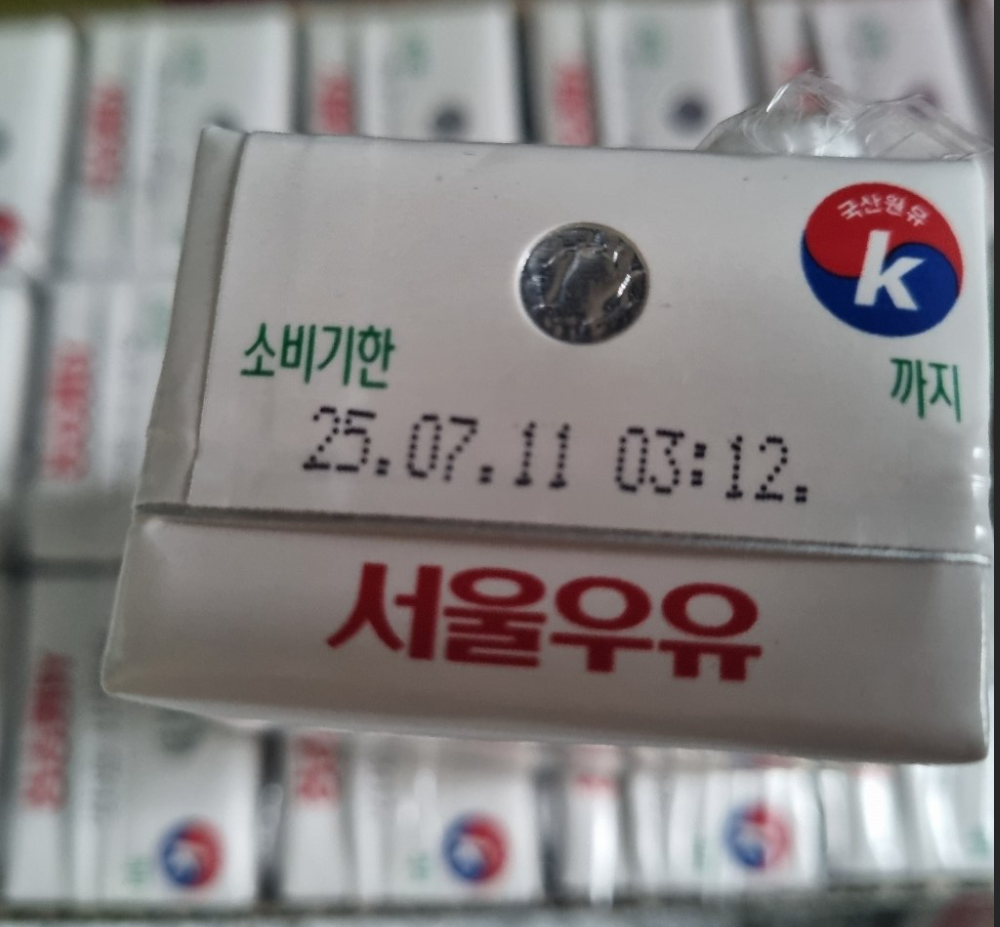 국산원유
k
소비기한
까지
25.07.11 03:12.
서울우유